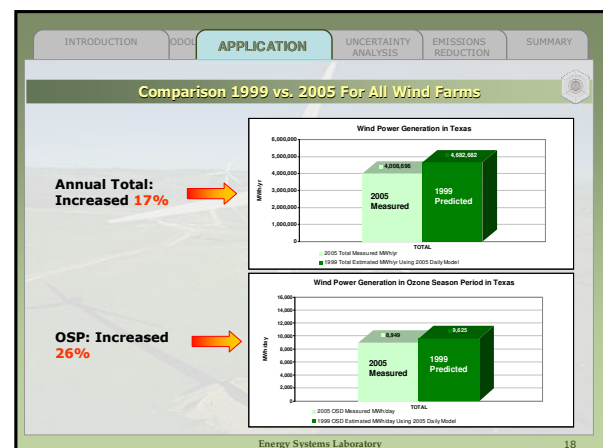 INTRODUCTION
ODOL
APPLICATION
UNCERTAINTY
ANALYSIS
EMISSIONS
REDUCTION
SUMMARY
Comparison 1999 vs. 2005 For All Wind Farms
Annual Total:
Increased 17%
Wind Power Generation in Texas
6,000,000
5,000,000
4,000,000
3,000,000
2,000,000
1,000,000
0
MWh/yr
4,008,696
4,682,682
2005
Measured
1999
Predicted
TOTAL
2005 Total Measured MWh/yr
1999 Total Estimated MWh/yr Using 2005 Daily Model
OSP: Increased
26%
Wind Power Generation in Ozone Season Period in Texas
16,000
14,000
12,000
10,000
8,000
6,000
4,000
2,000
0
MWh/day
8,949
9,625
2005
Measured
1999
Predicted
TOTAL
2005 OSD Measured MWh/day
1999 OSD Estimated MWh/day Using 2005 Daily Model
Energy Systems Laboratory
18